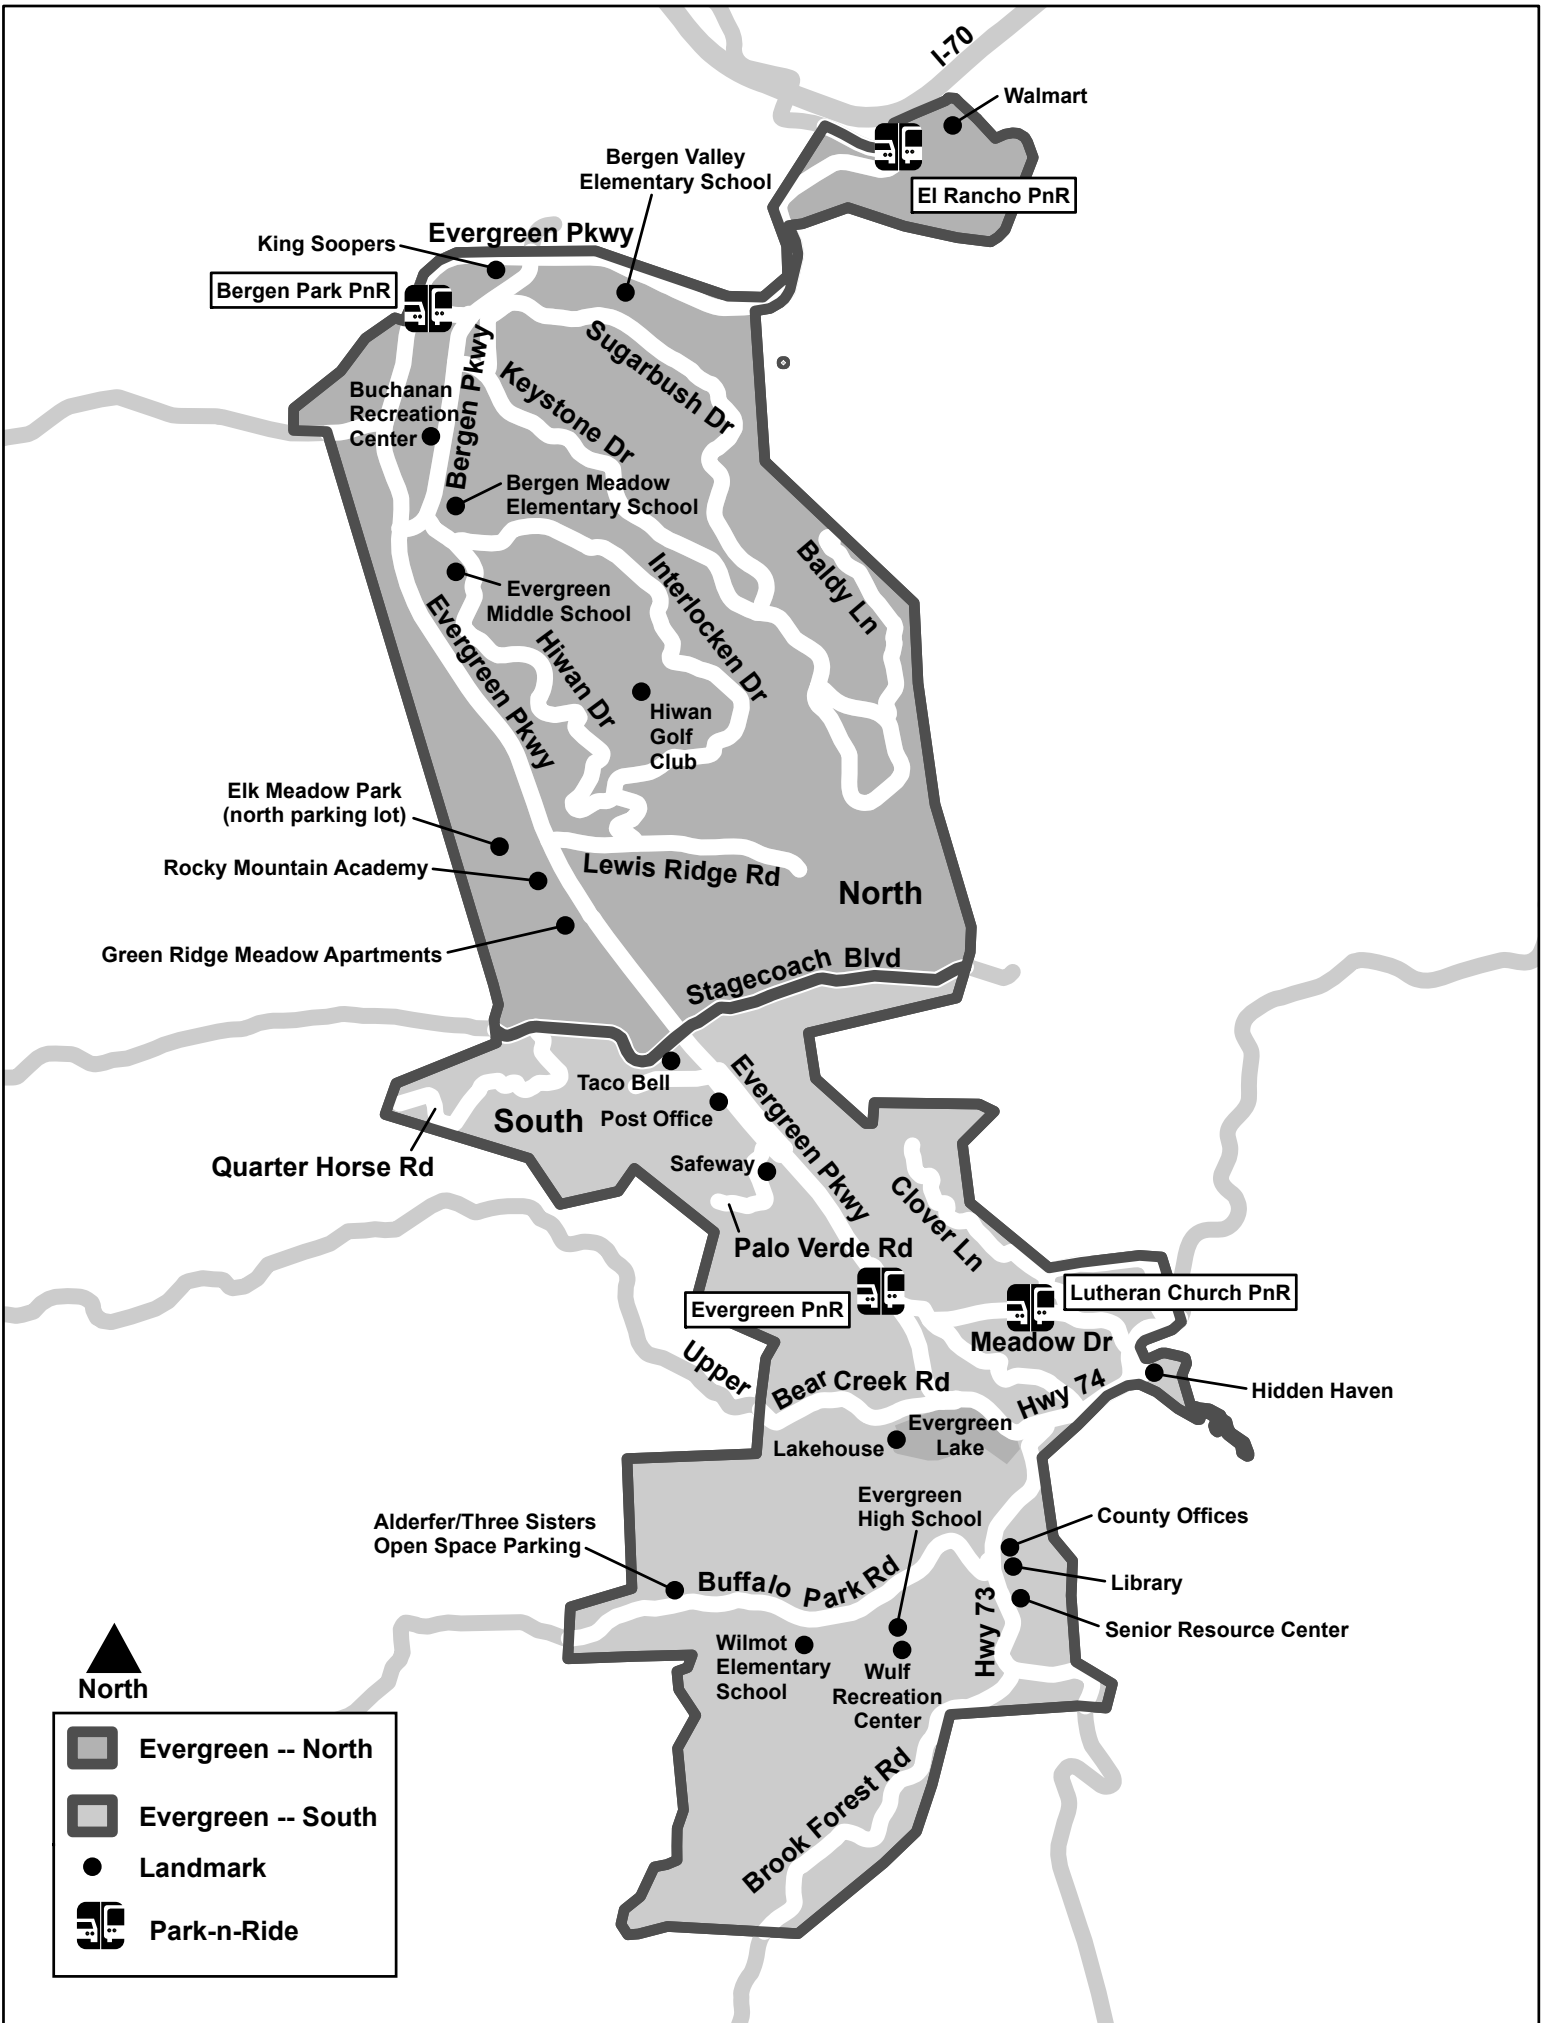 I-70
Walmart
Bergen Valley
Elementary School
El Rancho PnR
Evergreen Pkwy
King Soopers
Bergen Park PnR
Sugarbush Dr
Bergen Pkwy
Keystone Dr
Buchanan
Recreation
Center
Bergen Meadow
Elementary School
Baldy Ln
Interlocken Dr
Evergreen
Middle School
Evergreen Pkwy
Hiwan Dr
Hiwan
Golf
Club
Elk Meadow Park
(north parking lot)
Rocky Mountain Academy
Lewis Ridge Rd
North
Green Ridge Meadow Apartments
Stagecoach Blvd
Taco Bell
Evergreen Pkwy
South
Post Office
Quarter Horse Rd
Safeway
Clover Ln
Palo Verde Rd
Lutheran Church PnR
Evergreen PnR
Meadow Dr
Upper Bear Creek Rd
Hwy 74
Hidden Haven
Evergreen
Lake
Lakehouse
Evergreen
High School
County Offices
Alderfer/Three Sisters
Open Space Parking
Buffalo Park Rd
Library
Hwy 73
Senior Resource Center
Wilmot
Elementary
School
Wulf
Recreation
Center
Brook Forest Rd
North
Evergreen -- North
Evergreen -- South
Landmark
Park-n-Ride